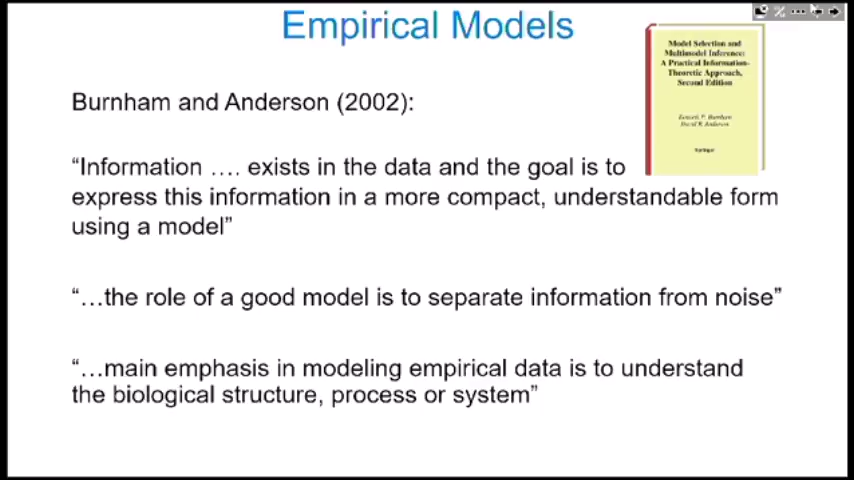 Empirical Models
Model Selection and
Multimodel Inference:
A Practical Information-
Theoretic Approach,
Second Edition
Kenneth P. Burnham
David R. Anderson
Springer
Burnham and Anderson (2002):
“Information .... exists in the data and the goal is to
express this information in a more compact, understandable form
using a model”
“…the role of a good model is to separate information from noise”
“…main emphasis in modeling empirical data is to understand
the biological structure, process or system”